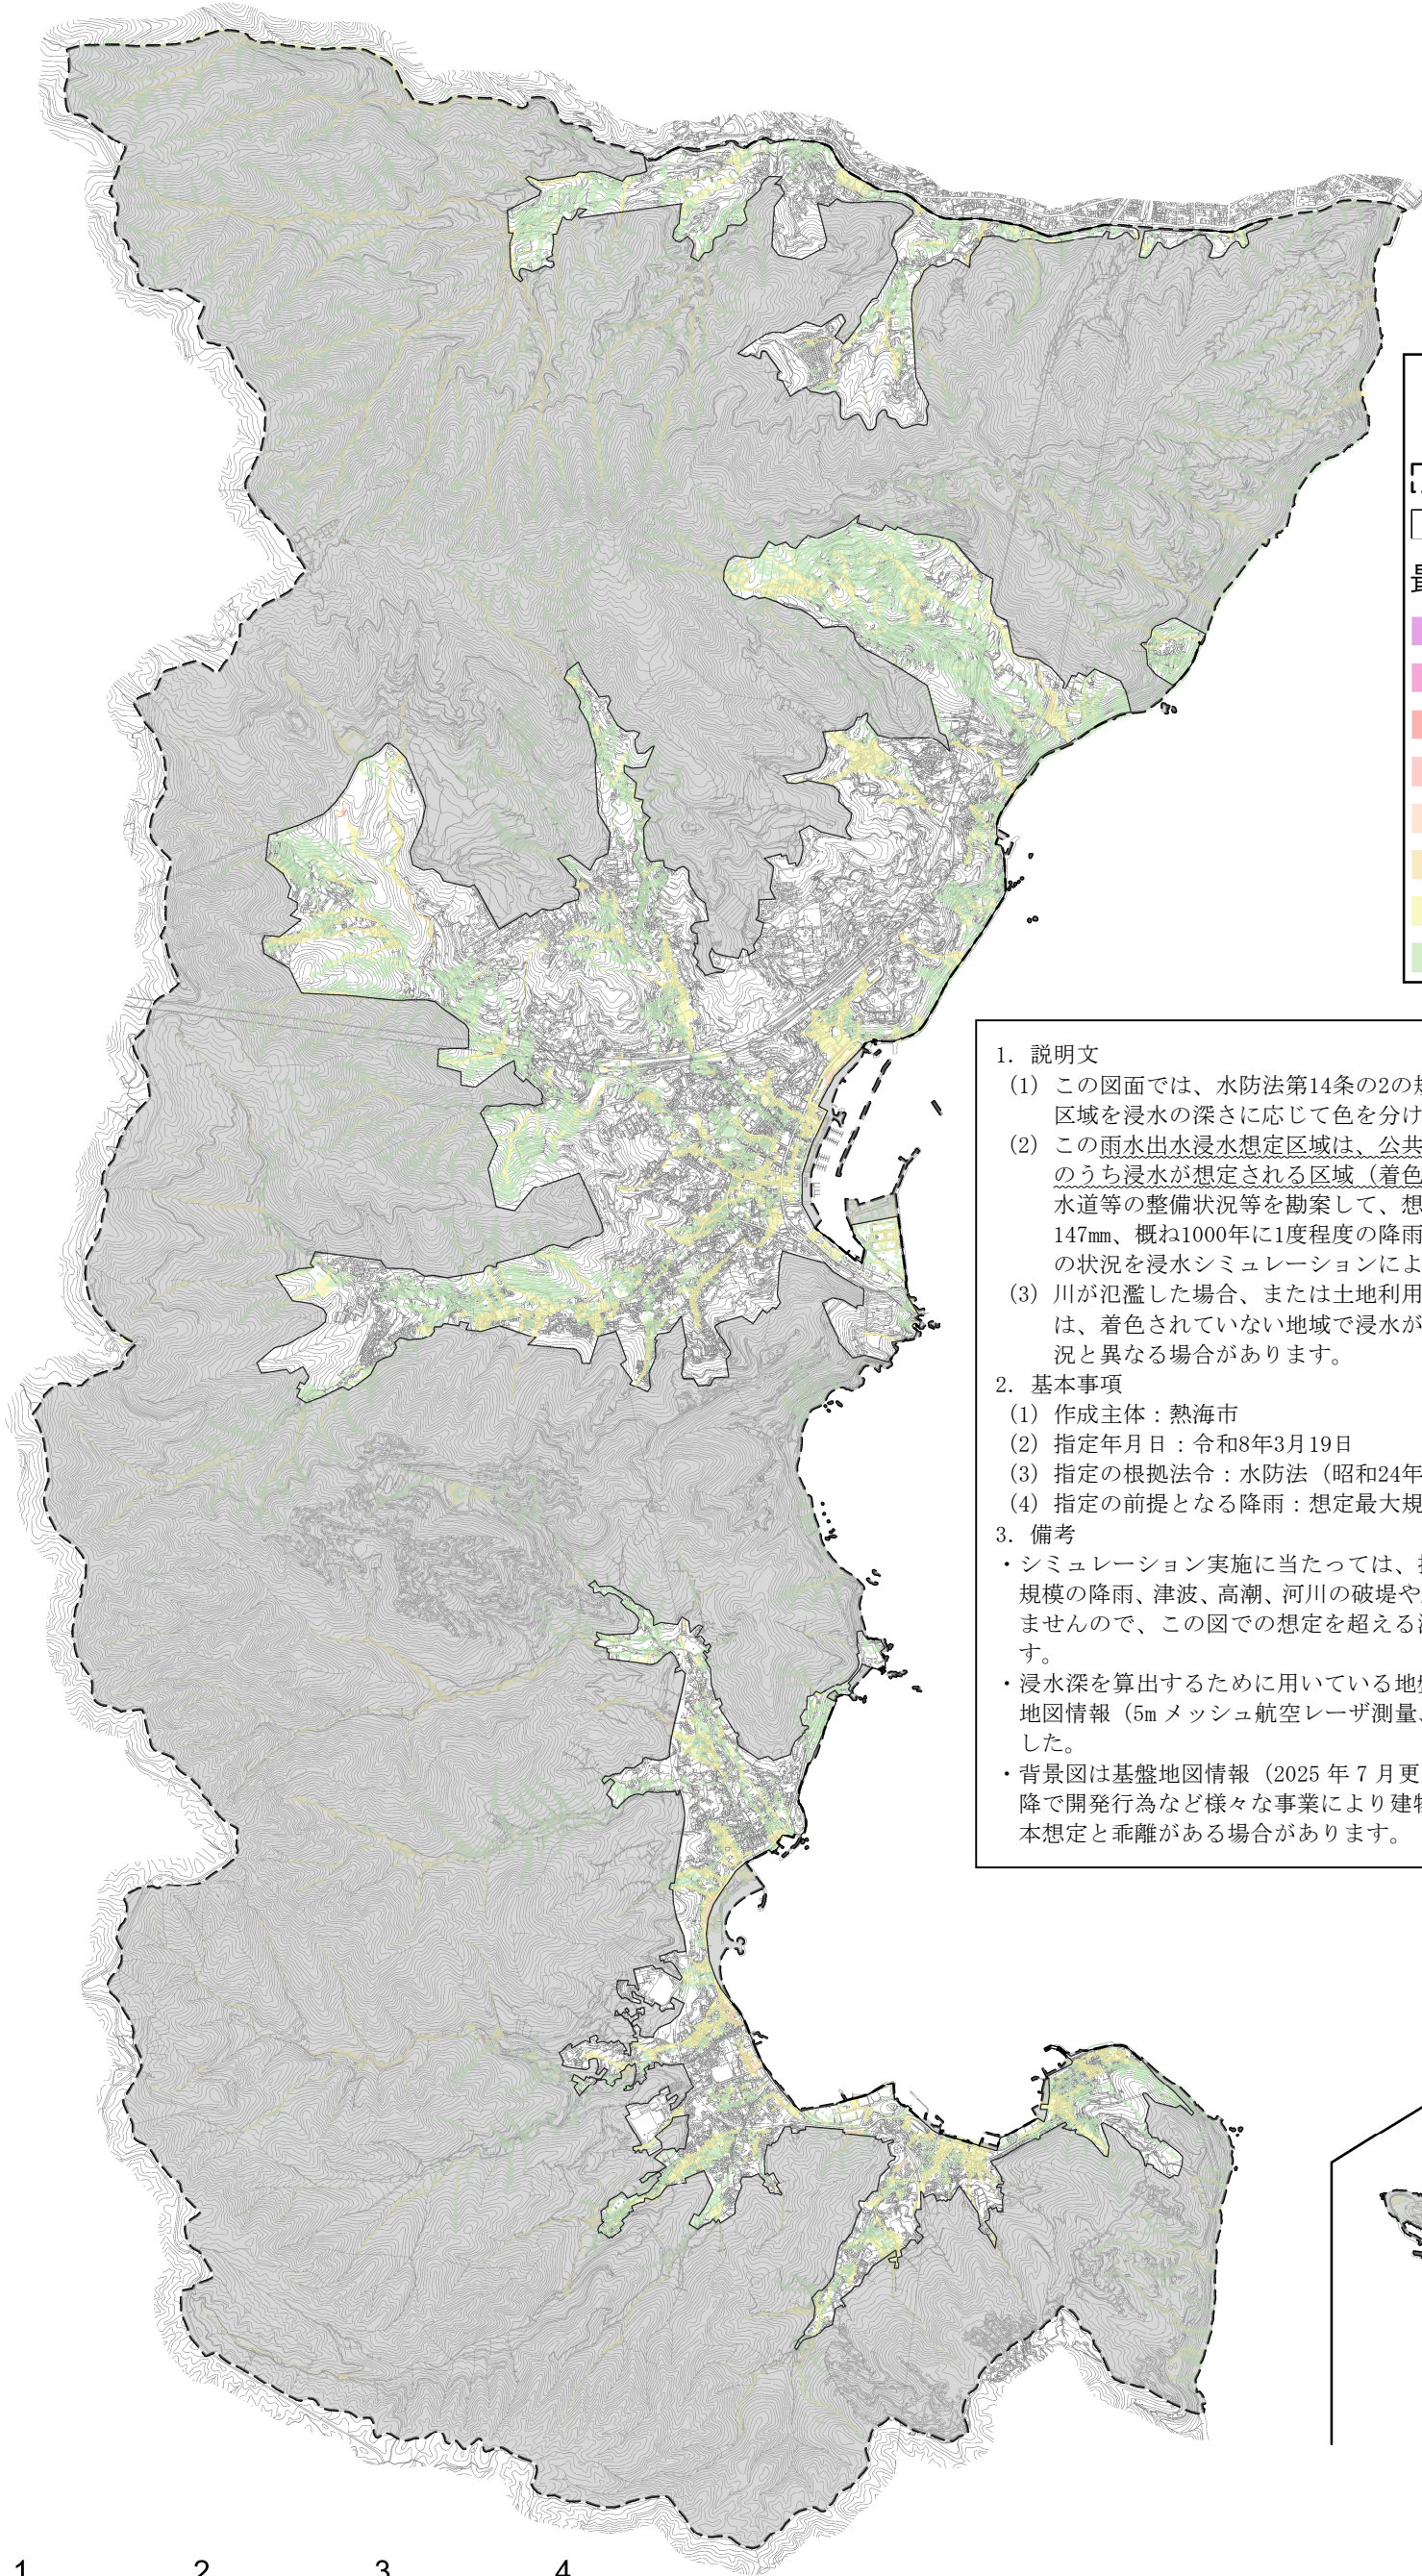 1. 説明文
(1) この図面では、水防法第14条の2の規
区域を浸水の深さに応じて色を分け
(2) この雨水出水浸水想定区域は、公共
のうち浸水が想定される区域（着色
水道等の整備状況等を勘案して、想
147mm、概ね1000年に1度程度の降雨
の状況を浸水シミュレーションによ
(3) 川が氾濫した場合、または土地利用
は、着色されていない地域で浸水が
況と異なる場合があります。
2. 基本事項
(1) 作成主体：熱海市
(2) 指定年月日：令和8年3月19日
(3) 指定の根拠法令：水防法（昭和24年
(4) 指定の前提となる降雨：想定最大規
3. 備考
・シミュレーション実施に当たっては、
規模の降雨、津波、高潮、河川の破堤や
ませんので、この図での想定を超える
す。
・浸水深を算出するために用いている地
地図情報（5m メッシュ航空レーザ測量、
した。
・背景図は基盤地図情報（2025 年 7 月更
降で開発行為など様々な事業により建物
本想定と乖離がある場合があります。
1 2 3 4